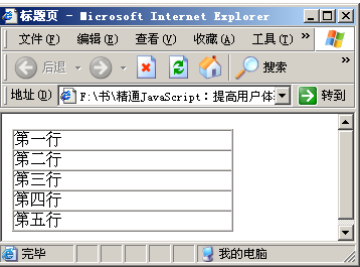 标题页 - Microsoft Internet Explorer
文件(F) 编辑(E) 查看(V) 收藏(A) 工具(T) »
后退 搜索 »
地址(D) F:\书\精通JavaScript：提高用户体 转到
第一行
第二行
第三行
第四行
第五行
完毕 我的电脑